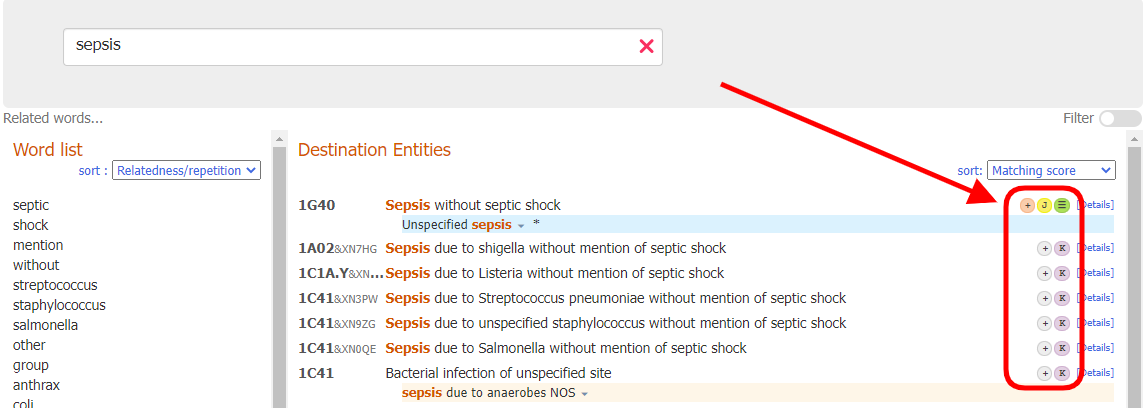 sepsis
Related words...
Filter
Word list
sort : Relatedness/repetition
septic
shock
mention
without
streptococcus
staphylococcus
salmonella
other
group
anthrax
coli
Destination Entities
sort: Matching score
1G40 Sepsis without septic shock + J [Details]
Unspecified sepsis *
1A02&XN7HG Sepsis due to shigella without mention of septic shock + K [Details]
1C1A.Y&XN... Sepsis due to Listeria without mention of septic shock + K [Details]
1C41&XN3PW Sepsis due to Streptococcus pneumoniae without mention of septic shock + K [Details]
1C41&XN9ZG Sepsis due to unspecified staphylococcus without mention of septic shock + K [Details]
1C41&XN0QE Sepsis due to Salmonella without mention of septic shock + K [Details]
1C41 Bacterial infection of unspecified site + K [Details]
sepsis due to anaerobes NOS